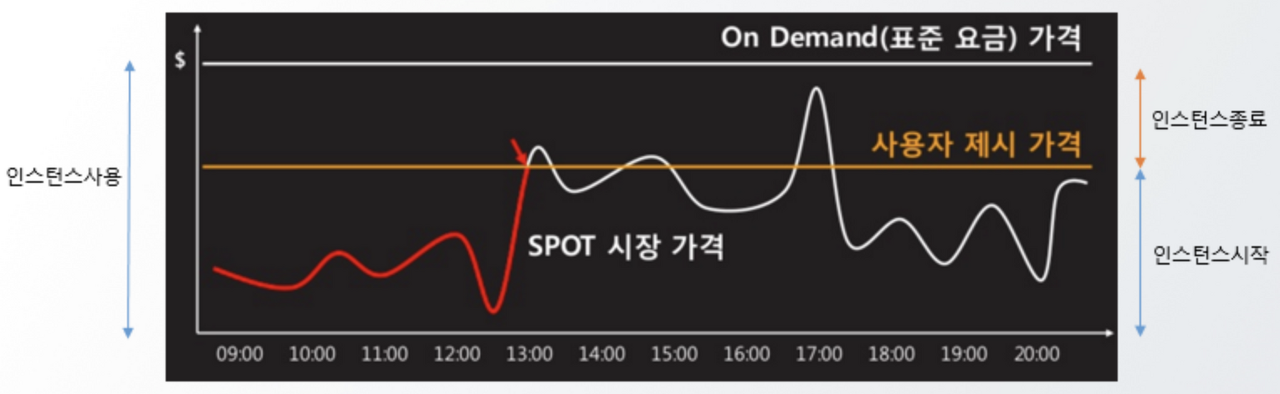 On Demand(표준 요금) 가격
$
인스턴스종료
사용자 제시 가격
인스턴스사용
SPOT 시장 가격
인스턴스시작
09:00 10:00 11:00 12:00 13:00 14:00 15:00 16:00 17:00 18:00 19:00 20:00